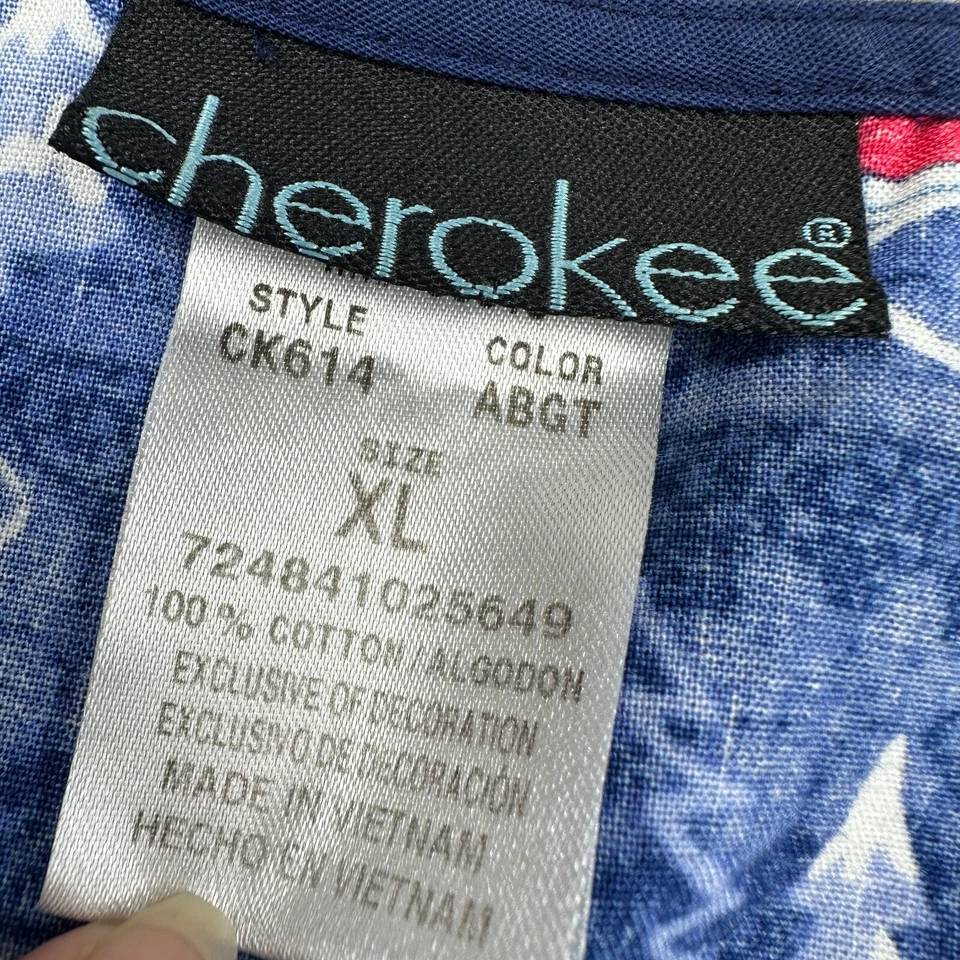 cherokee®
STYLE COLOR
CK614 ABGT
SIZE
XL
724841025649
100% COTTON / ALGODON
EXCLUSIVE OF DECORATION
EXCLUSIVO DE DECORACIÓN
MADE IN VIETNAM
HECHO EN VIETNAM